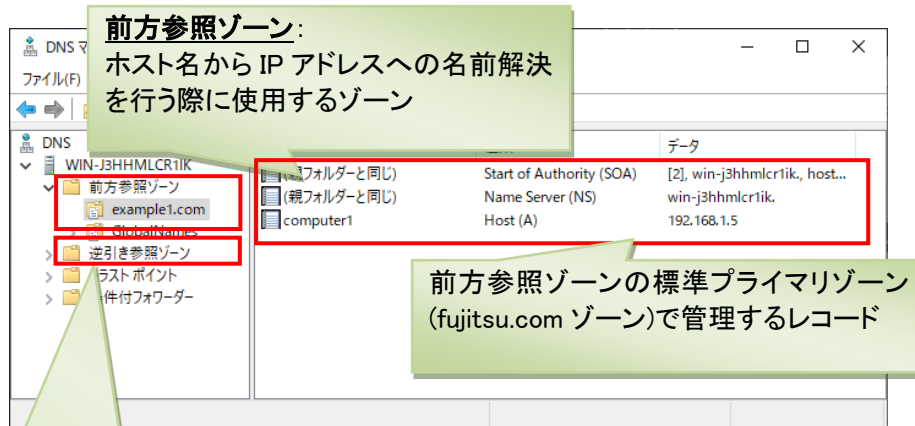 前方参照ゾーン:
ホスト名から IP アドレスへの名前解決
を行う際に使用するゾーン
DNS マ
ファイル(F)
DNS
データ
WIN-J3HHMLCR1IK
(親フォルダーと同じ) Start of Authority (SOA) [2], win-j3hhmlcr1ik., host...
前方参照ゾーン
(親フォルダーと同じ) Name Server (NS) win-j3hhmlcr1ik.
example1.com
computer1 Host (A) 192.168.1.5
GlobalNames
逆引き参照ゾーン
ラスト ポイント
件付フォワーダー
前方参照ゾーンの標準プライマリゾーン
(fujitsu.com ゾーン)で管理するレコード